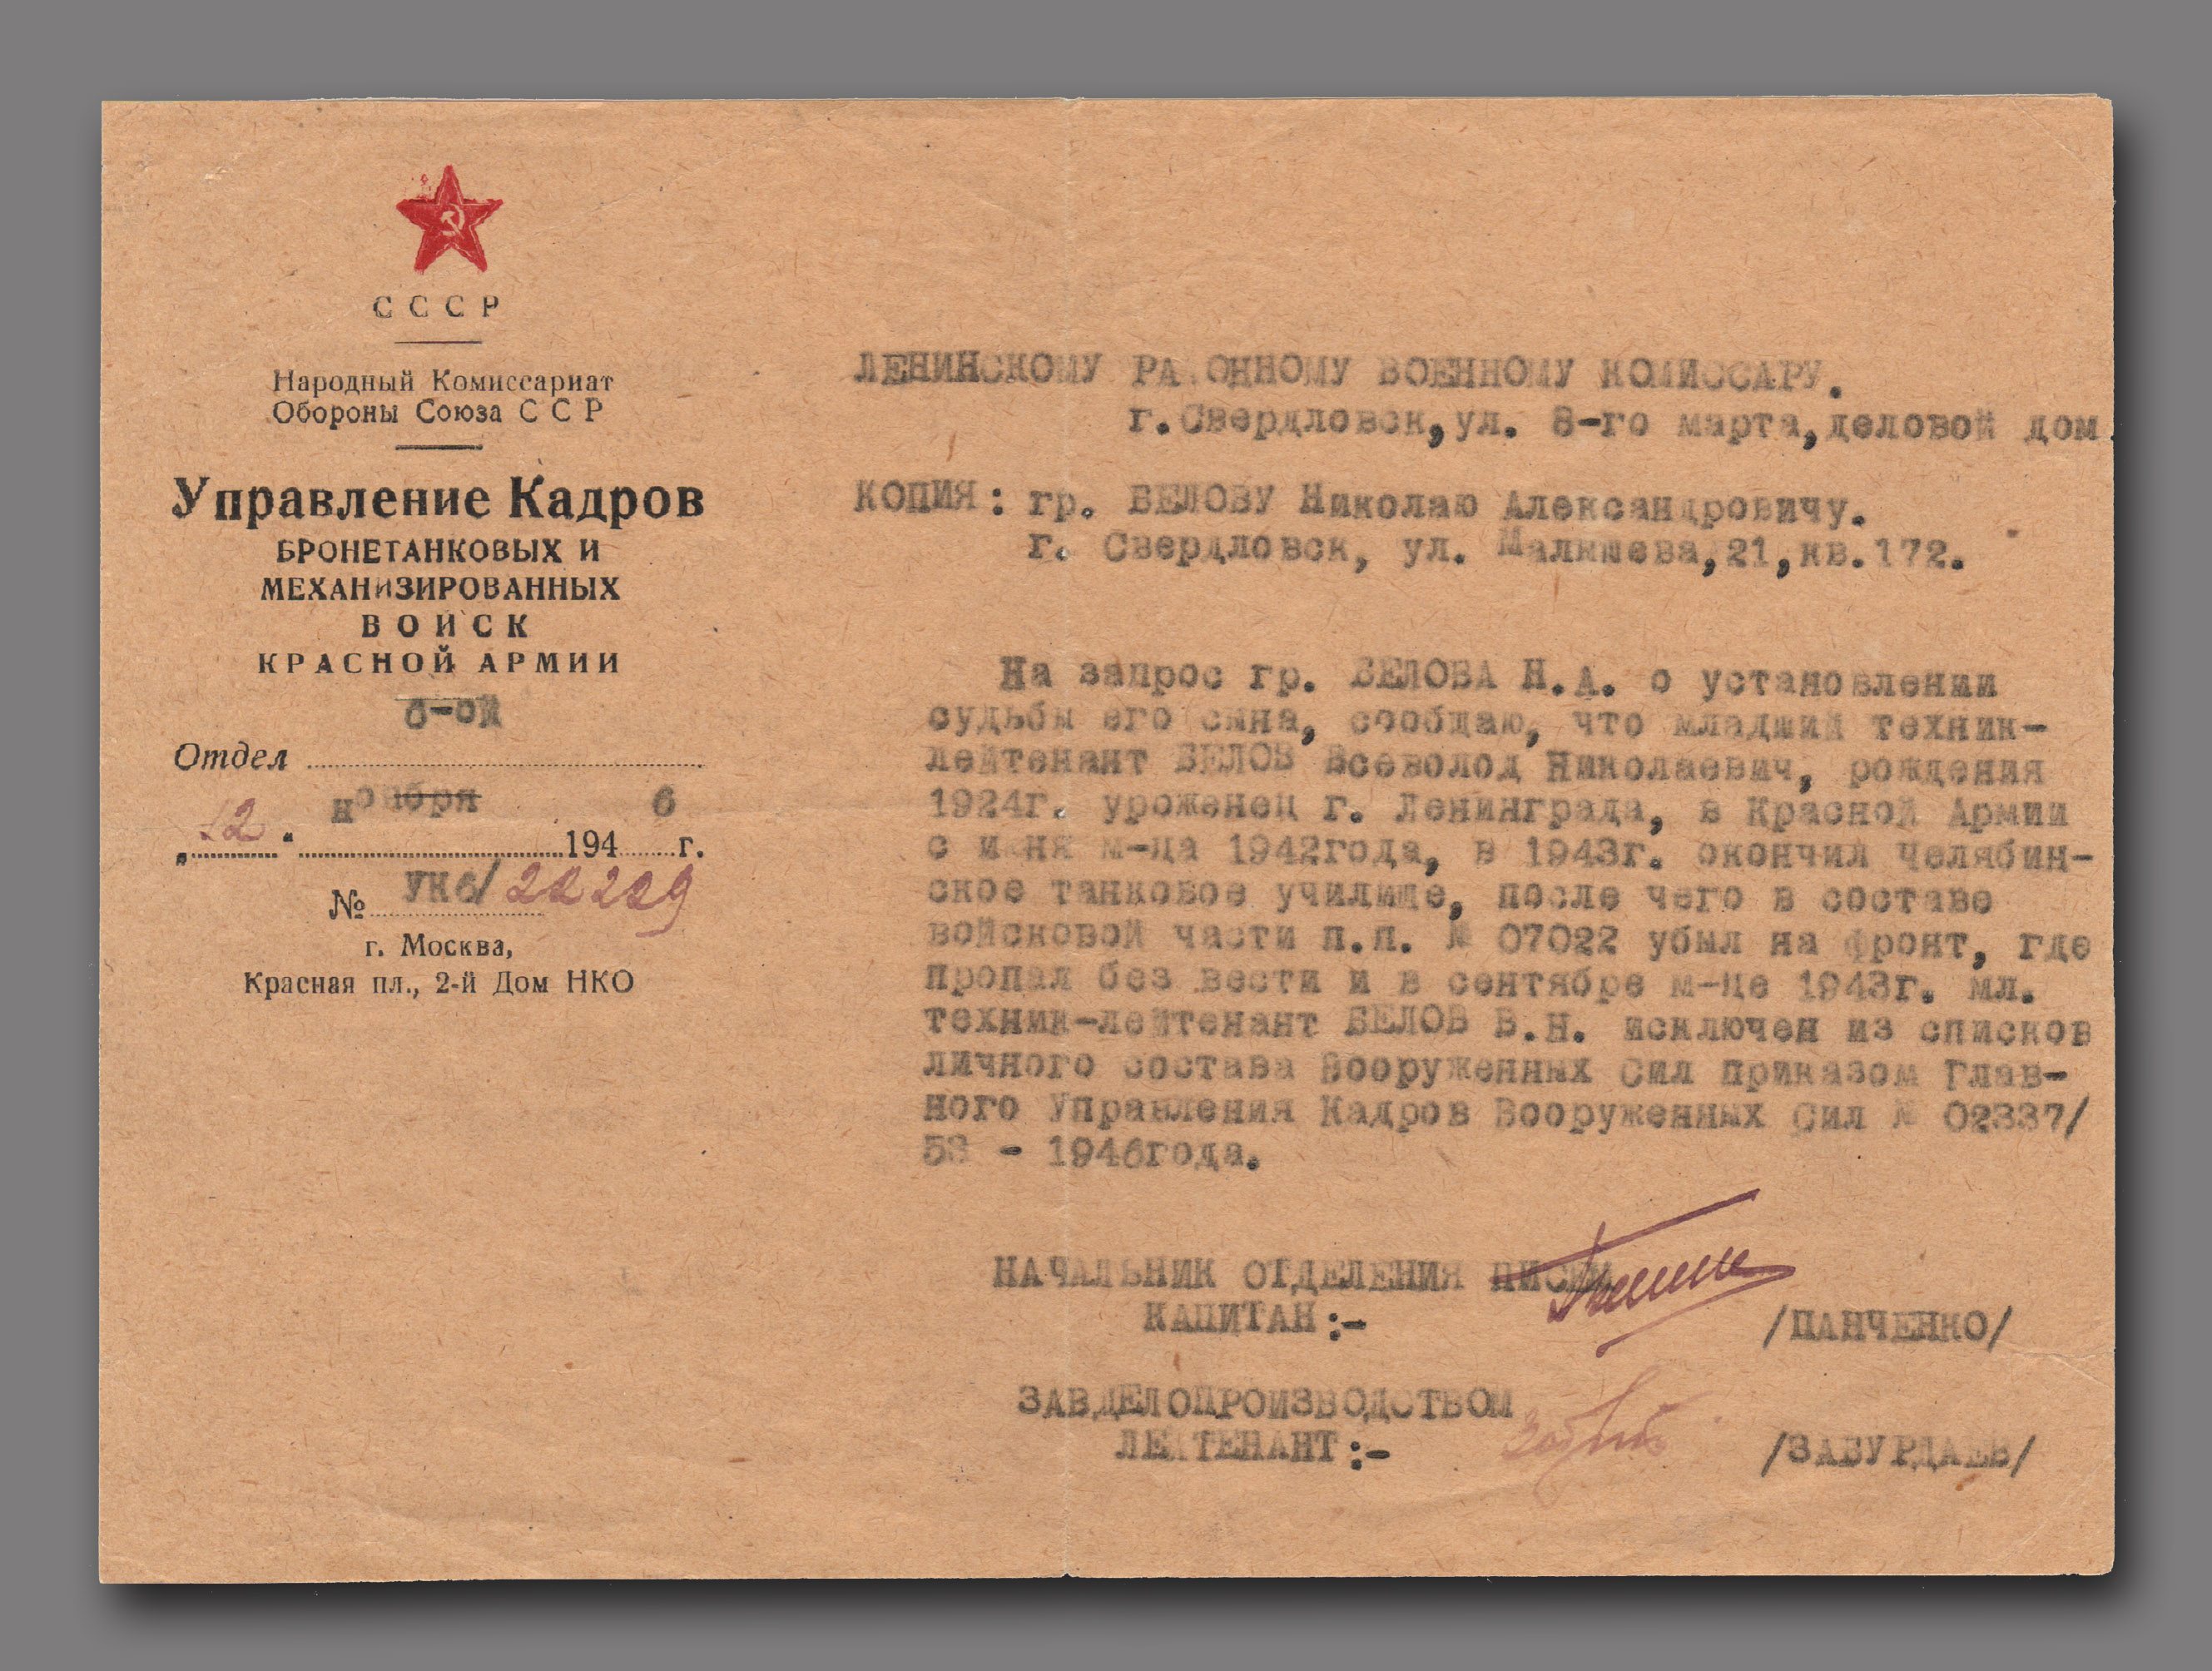 СССР
Народный Комиссариат
Обороны Союза ССР
Управление Кадров
БРОНЕТАНКОВЫХ И
МЕХАНИЗИРОВАННЫХ
ВОЙСК
КРАСНОЙ АРМИИ
6-ой
Отдел
„12“ ноября 1946 г.
№ УК6/22229
г. Москва,
Красная пл., 2-й Дом НКО
ЛЕНИНСКОМУ РАЙОННОМУ ВОЕННОМУ КОМИССАРУ.
г.Свердловск,ул. 8-го марта,деловой дом.
КОПИЯ: гр. БЕЛОВУ Николаю Александровичу.
г. Свердловск, ул. Малышева,21,кв.172.
На запрос гр. БЕЛОВА Н.А. о установлении
судьбы его сына, сообщаю, что младший техник-
лейтенант БЕЛОВ Всеволод Николаевич, рождения
1924г. уроженец г. Ленинграда, в Красной Армии
с июня м-ца 1942года, в 1943г. окончил Челябин-
ское танковое училище, после чего в составе
войсковой части п.п. № 07022 убыл на фронт, где
пропал без вести и в сентябре м-це 1943г. мл.
техник-лейтенант БЕЛОВ В.Н. исключен из списков
личного состава Вооруженных Сил приказом Глав-
ного Управления Кадров Вооруженных Сил № 02337/
53 - 1946года.
НАЧАЛЬНИК ОТДЕЛЕНИЯ ПИСЕМ
КАПИТАН:- /ПАНЧЕНКО/
ЗАВДЕЛОПРОИЗВОДСТВОМ
ЛЕЙТЕНАНТ:- /ЗАБУРДАЕВ/